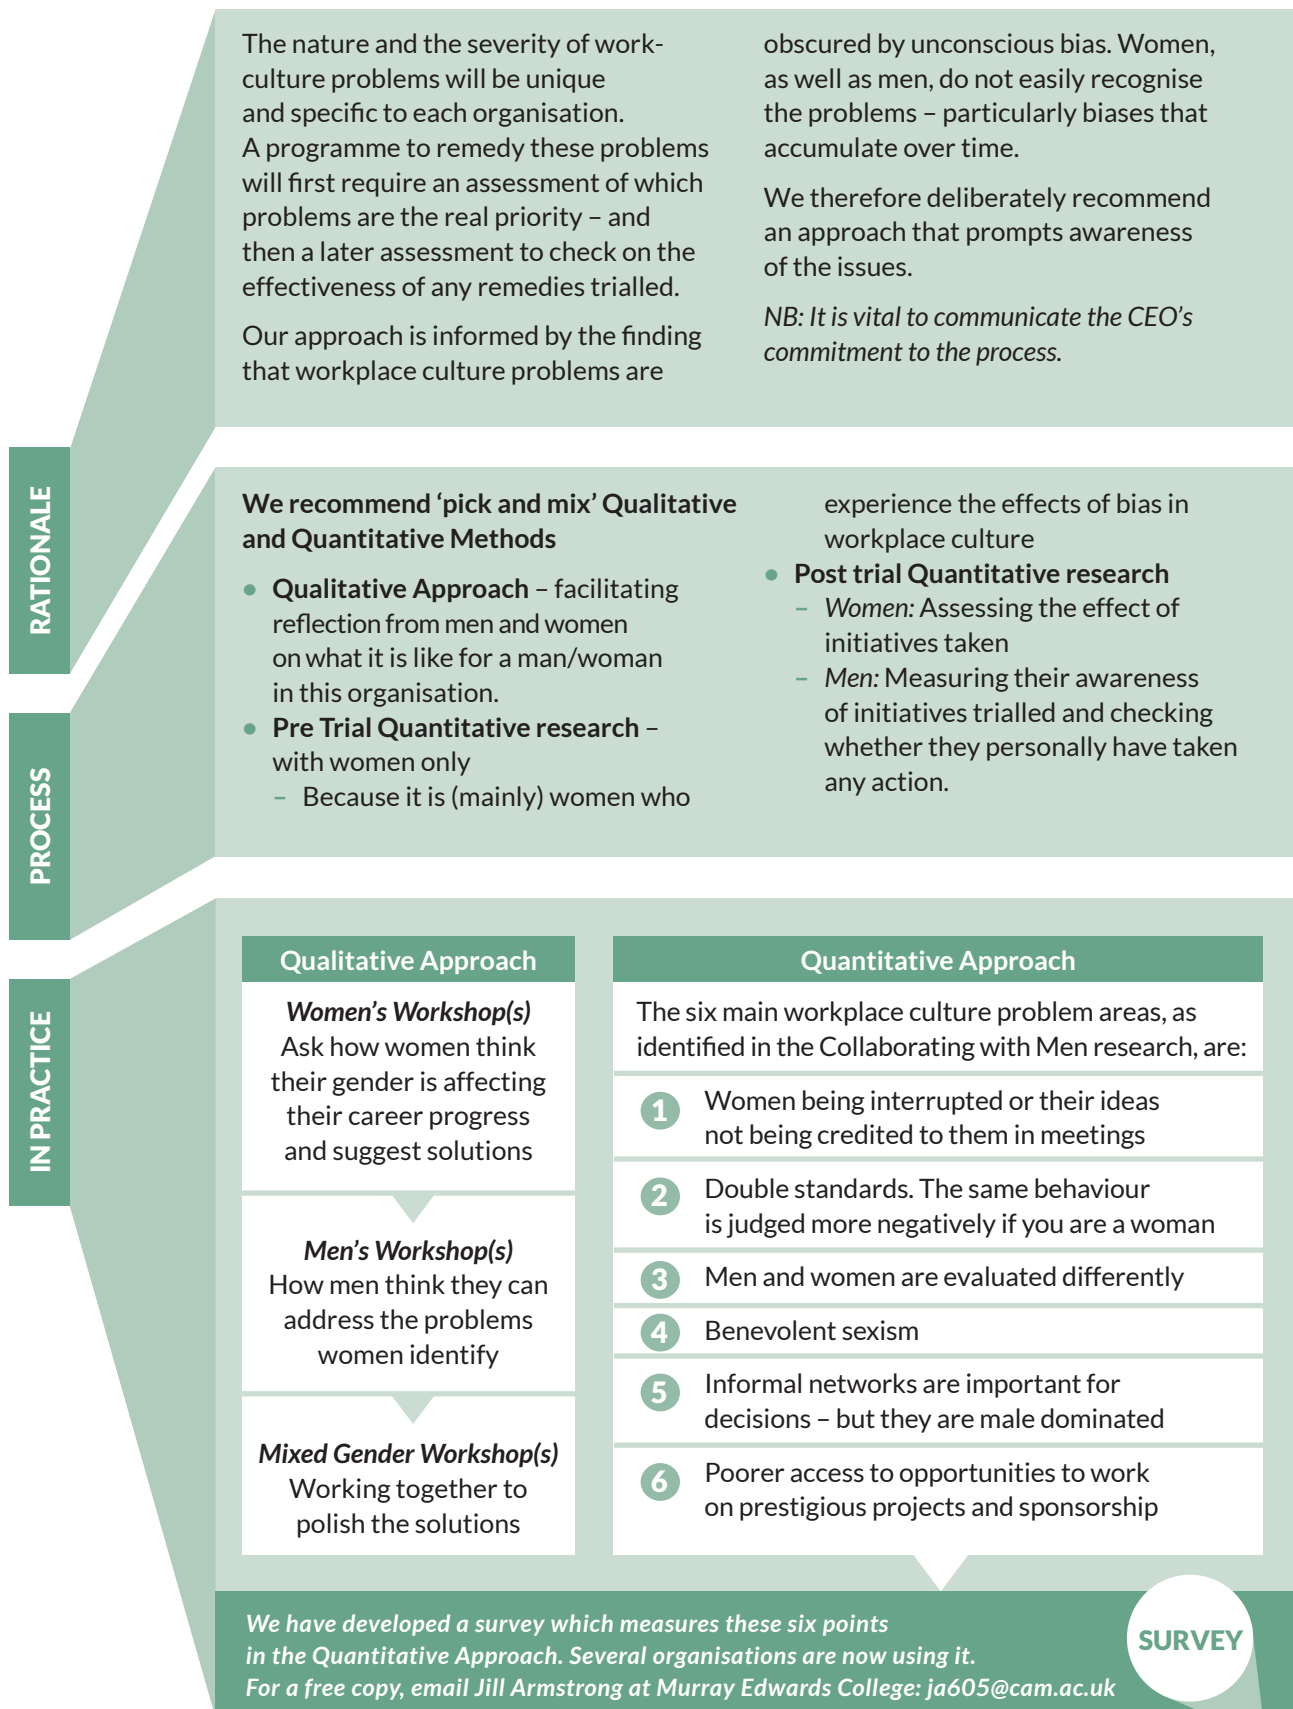 RATIONALE
The nature and the severity of work-
culture problems will be unique
and specific to each organisation.
A programme to remedy these problems
will first require an assessment of which
problems are the real priority – and
then a later assessment to check on the
effectiveness of any remedies trialled.
Our approach is informed by the finding
that workplace culture problems are
obscured by unconscious bias. Women,
as well as men, do not easily recognise
the problems – particularly biases that
accumulate over time.
We therefore deliberately recommend
an approach that prompts awareness
of the issues.
NB: It is vital to communicate the CEO’s
commitment to the process.
PROCESS
We recommend ‘pick and mix’ Qualitative
and Quantitative Methods
● Qualitative Approach – facilitating
reflection from men and women
on what it is like for a man/woman
in this organisation.
● Pre Trial Quantitative research –
with women only
– Because it is (mainly) women who
experience the effects of bias in
workplace culture
● Post trial Quantitative research
– Women: Assessing the effect of
initiatives taken
– Men: Measuring their awareness
of initiatives trialled and checking
whether they personally have taken
any action.
IN PRACTICE
Qualitative Approach
Women’s Workshop(s)
Ask how women think
their gender is affecting
their career progress
and suggest solutions
Men’s Workshop(s)
How men think they can
address the problems
women identify
Mixed Gender Workshop(s)
Working together to
polish the solutions
Quantitative Approach
The six main workplace culture problem areas, as
identified in the Collaborating with Men research, are:
1 Women being interrupted or their ideas
not being credited to them in meetings
2 Double standards. The same behaviour
is judged more negatively if you are a woman
3 Men and women are evaluated differently
4 Benevolent sexism
5 Informal networks are important for
decisions – but they are male dominated
6 Poorer access to opportunities to work
on prestigious projects and sponsorship
We have developed a survey which measures these six points
in the Quantitative Approach. Several organisations are now using it.
For a free copy, email Jill Armstrong at Murray Edwards College: ja605@cam.ac.uk
SURVEY